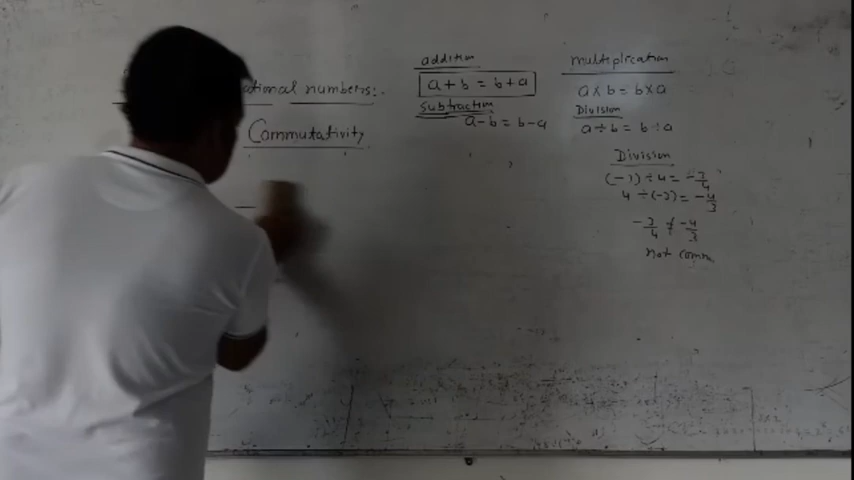 ational numbers:.
Commutativity
addition
a + b = b + a
Subtraction
a - b = b - a
multiplication
a × b = b × a
Division
a ÷ b = b ÷ a
Division
(-3) ÷ 4 = -3/4
4 ÷ (-3) = -4/3
-3/4 ≠ -4/3
not comm